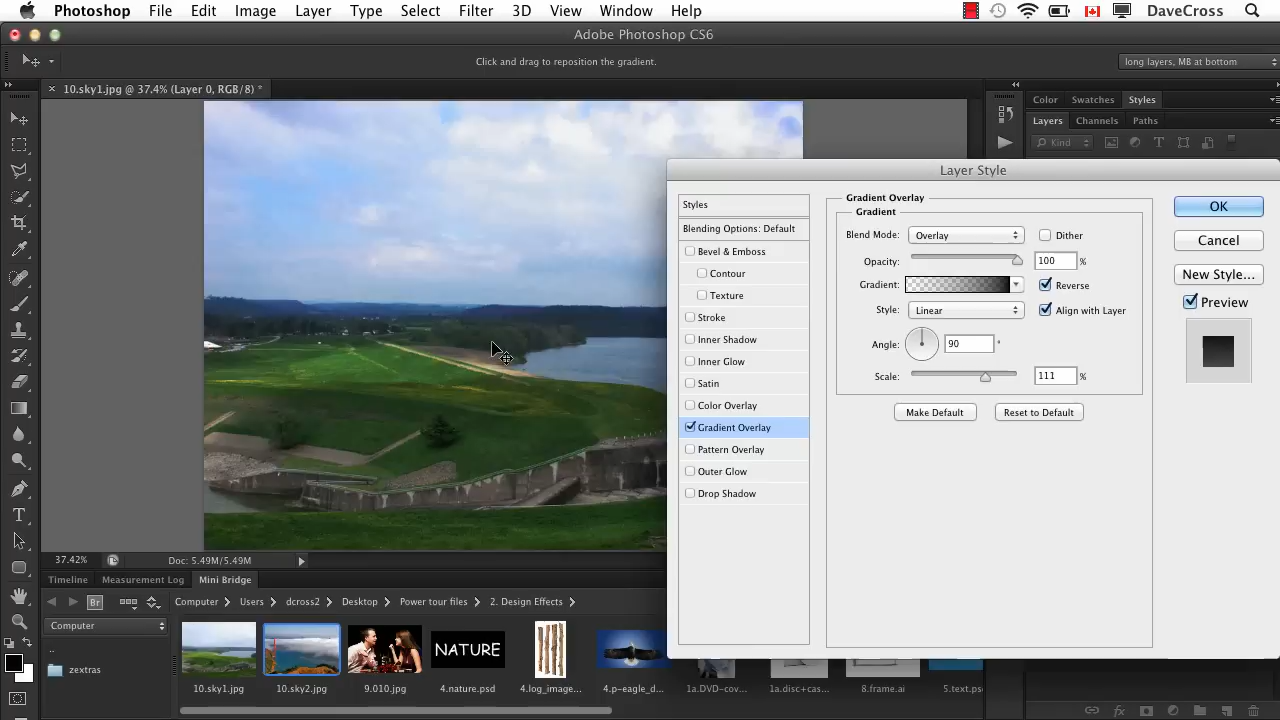 Photoshop File Edit Image Layer Type Select Filter 3D View Window Help DaveCross
Adobe Photoshop CS6
Click and drag to reposition the gradient. long layers, MB at bottom
× 10.sky1.jpg @ 37.4% (Layer 0, RGB/8) *
Color Swatches Styles
Layers Channels Paths
Kind
Layer Style
Styles
Blending Options: Default
Bevel & Emboss
Contour
Texture
Stroke
Inner Shadow
Inner Glow
Satin
Color Overlay
Gradient Overlay
Pattern Overlay
Outer Glow
Drop Shadow
Gradient Overlay
Gradient
Blend Mode: Overlay Dither
Opacity: 100 %
Gradient: Reverse
Style: Linear Align with Layer
Angle: 90 °
Scale: 111 %
Make Default Reset to Default
OK
Cancel
New Style...
Preview
37.42% Doc: 5.49M/5.49M
Timeline Measurement Log Mini Bridge
Br Computer Users dcross2 Desktop Power tour files 2. Design Effects
Computer
..
zextras
NATURE
10.sky1.jpg 10.sky2.jpg 9.010.jpg 4.nature.psd 4.log_image... 4.p-eagle_d... 1a.DVD-cov... 1a.disc+cas... 8.frame.ai 5.text.ps
fx